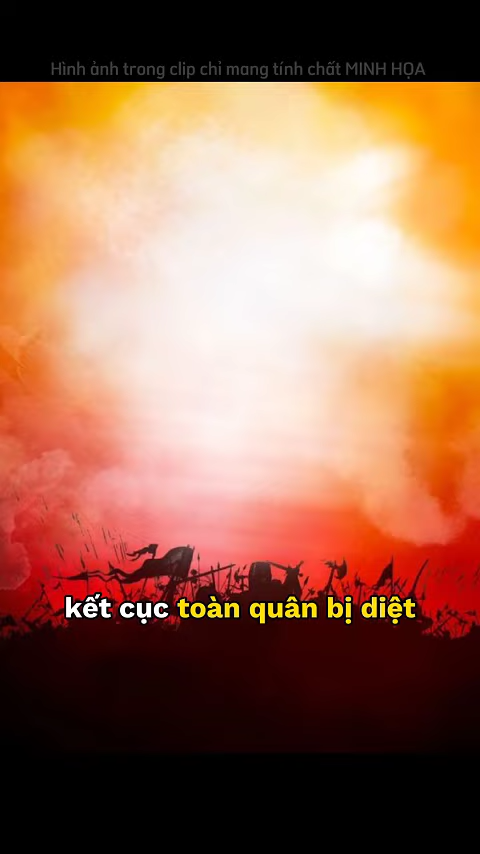 Hình ảnh trong clip chỉ mang tính chất MINH HỌA
kết cục toàn quân bị diệt